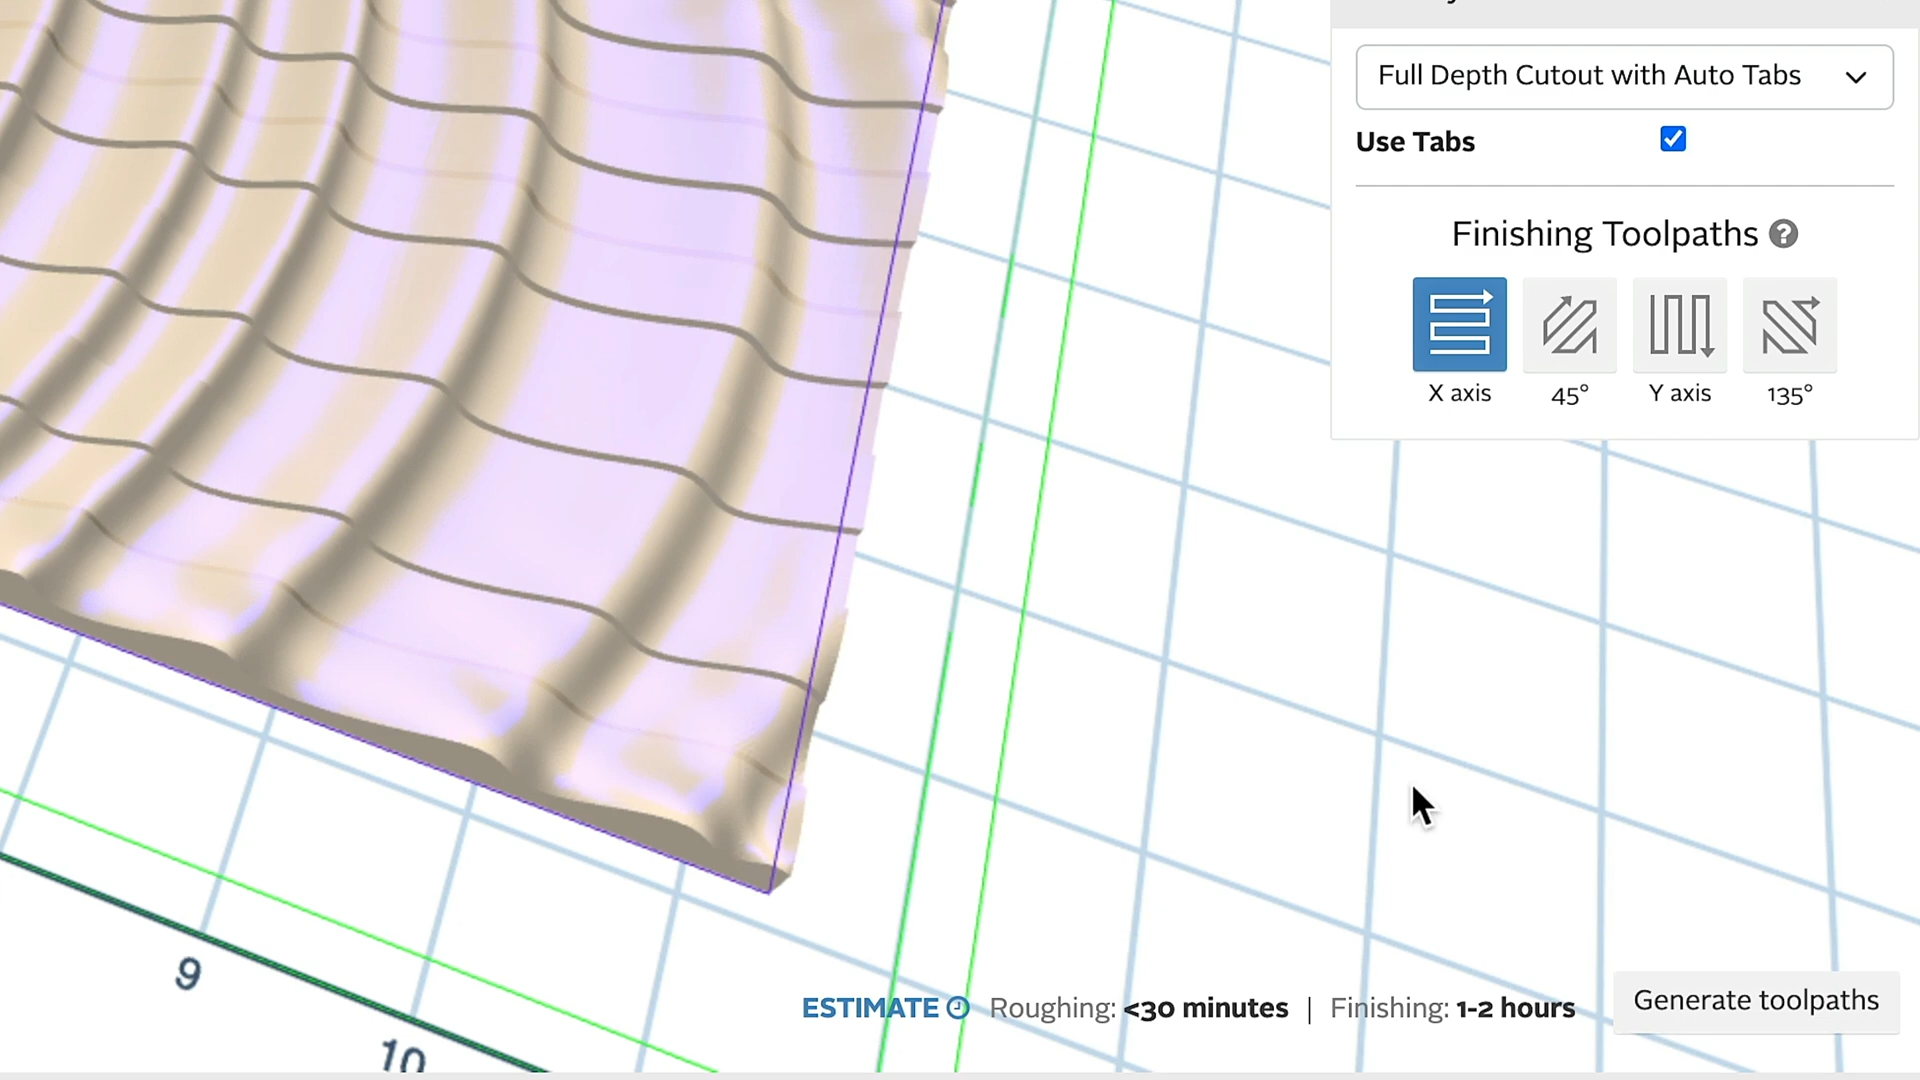 Full Depth Cutout with Auto Tabs
Use Tabs
Finishing Toolpaths ?
X axis 45° Y axis 135°
9
10
ESTIMATE Roughing: <30 minutes | Finishing: 1-2 hours
Generate toolpaths